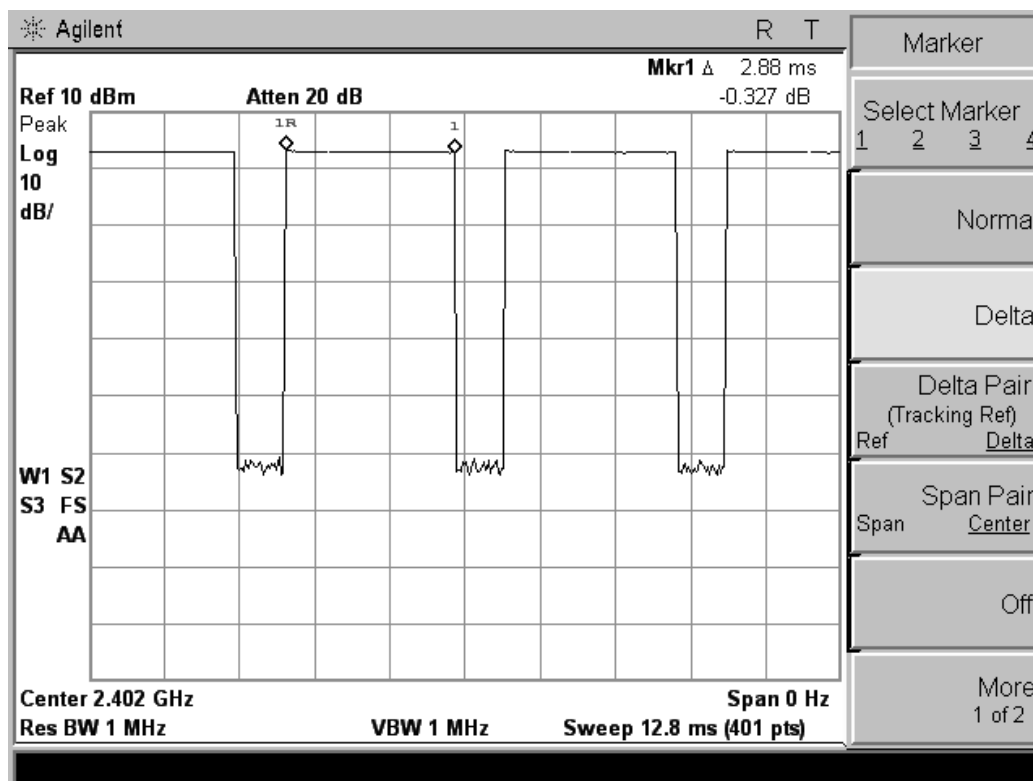 Agilent R T
Mkr1 Δ 2.88 ms
Ref 10 dBm Atten 20 dB -0.327 dB
Peak
Log
10
dB/
1R 1
W1 S2
S3 FS
AA
Center 2.402 GHz Span 0 Hz
Res BW 1 MHz VBW 1 MHz Sweep 12.8 ms (401 pts)
Marker
Select Marker
1 2 3 4
Norma
Delta
Delta Pair
(Tracking Ref)
Ref Delta
Span Pair
Span Center
Off
More
1 of 2